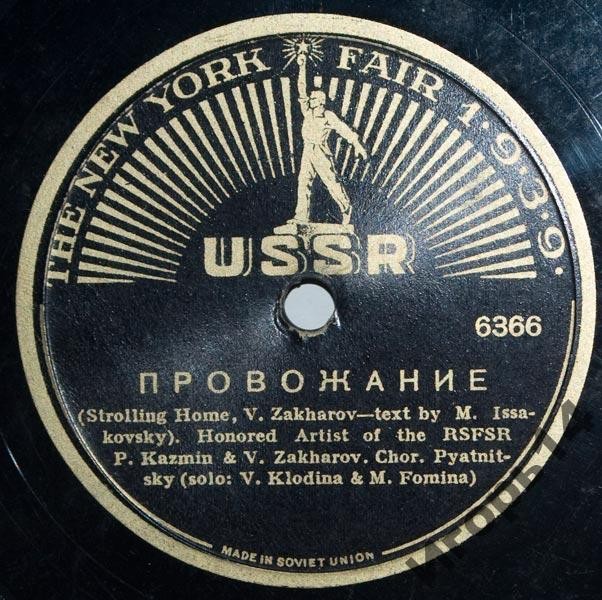 THE NEW YORK FAIR 1·9·3·9·
USSR
6366
ПРОВОЖАНИЕ
(Strolling Home, V. Zakharov—text by M. Issa-
kovsky). Honored Artist of the RSFSR
P. Kazmin & V. Zakharov. Chor. Pyatnit-
sky (solo: V. Klodina & M. Fomina)
MADE IN SOVIET UNION
Игорь14